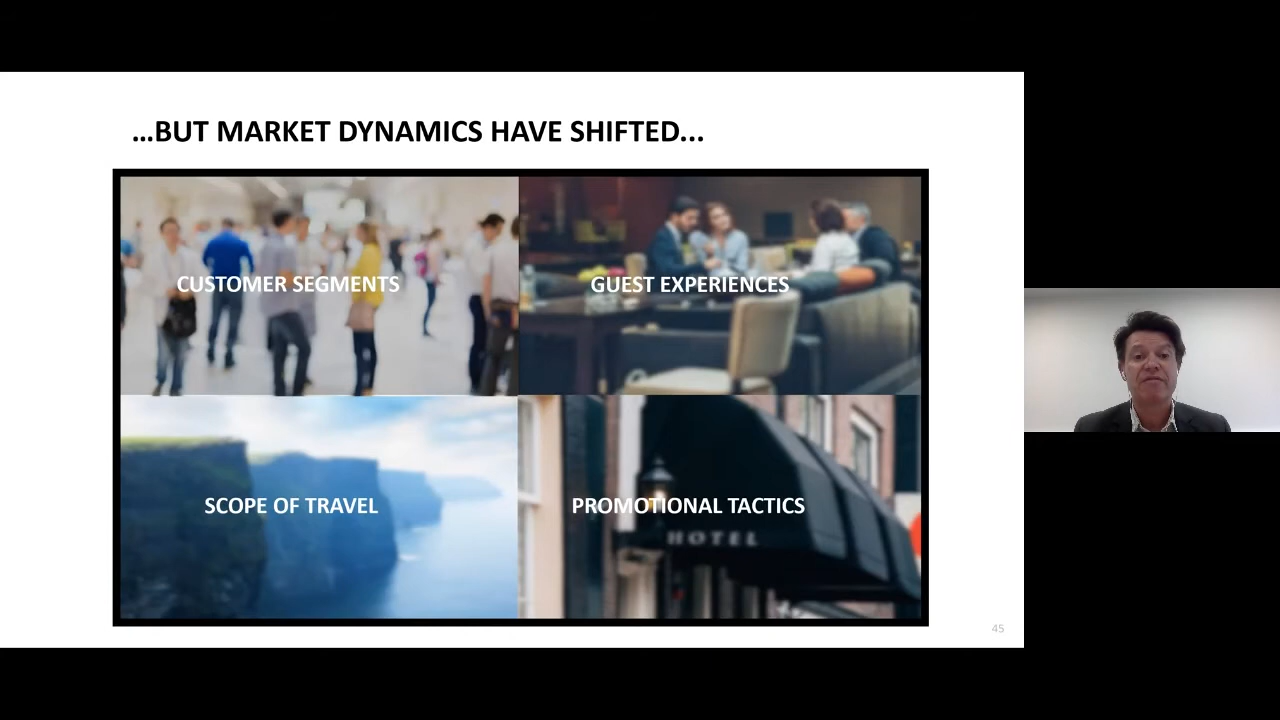 ...BUT MARKET DYNAMICS HAVE SHIFTED...
CUSTOMER SEGMENTS
GUEST EXPERIENCES
SCOPE OF TRAVEL
PROMOTIONAL TACTICS
HOTEL
45